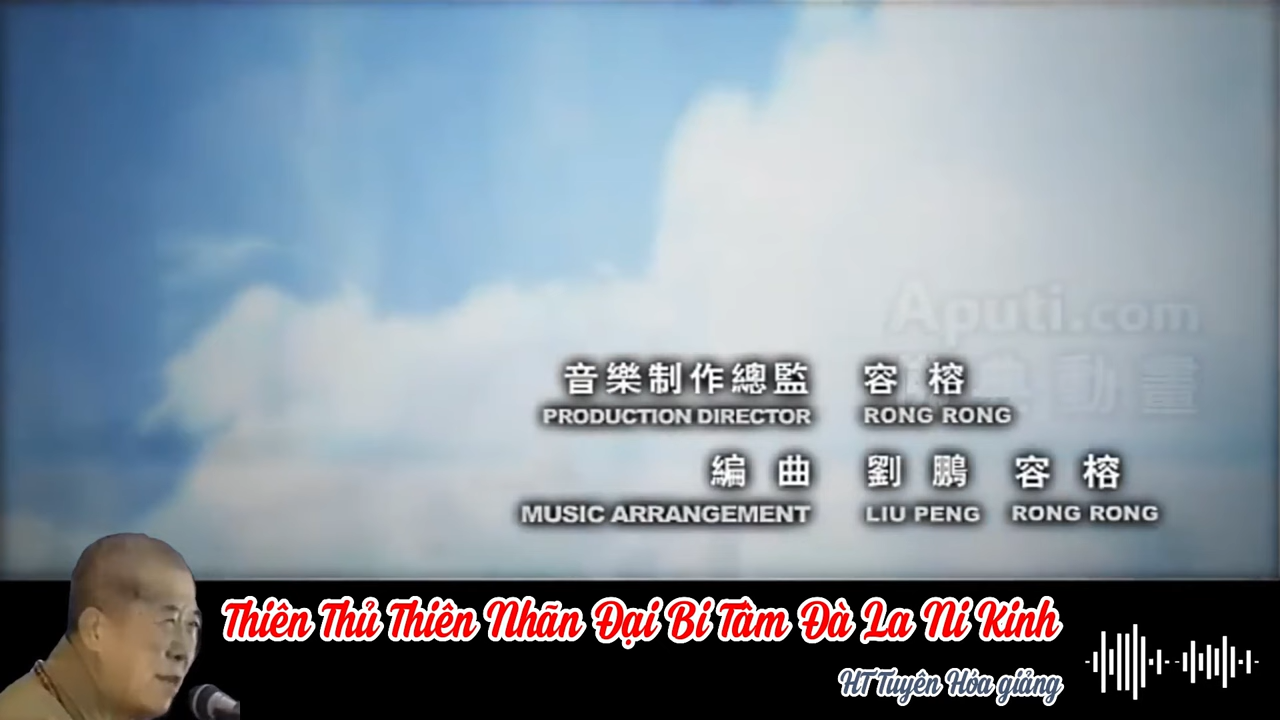 Aputi.com
動畫
音樂制作總監 容 榕
PRODUCTION DIRECTOR RONG RONG
編 曲 劉 鵬 容 榕
MUSIC ARRANGEMENT LIU PENG RONG RONG
Thiên Thủ Thiên Nhãn Đại Bi Tâm Đà La Ni Kinh
HT Tuyên Hóa giảng